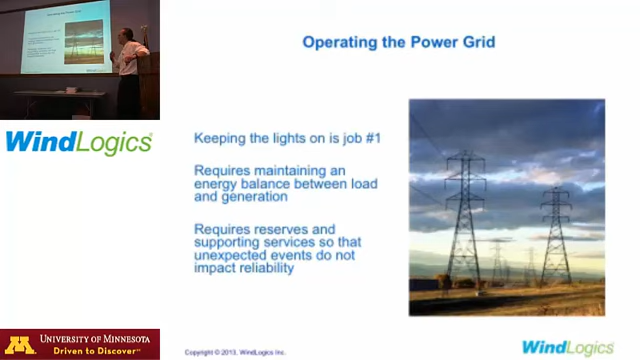 Operating the Power Grid
WindLogics
Keeping the lights on is job #1
Requires maintaining an
energy balance between load
and generation
Requires reserves and
supporting services so that
unexpected events do not
impact reliability
M
UNIVERSITY OF MINNESOTA
Driven to Discover
Copyright © 2013, WindLogics Inc.
WindLogics